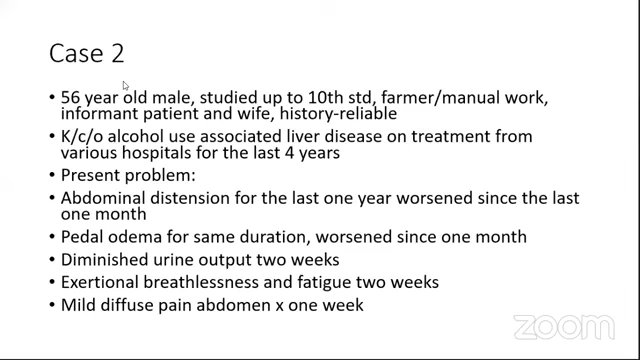 Case 2
• 56 year old male, studied up to 10th std, farmer/manual work,
informant patient and wife, history-reliable
• K/c/o alcohol use associated liver disease on treatment from
various hospitals for the last 4 years
• Present problem:
• Abdominal distension for the last one year worsened since the last
one month
• Pedal odema for same duration, worsened since one month
• Diminished urine output two weeks
• Exertional breathlessness and fatigue two weeks
• Mild diffuse pain abdomen x one week
zoom